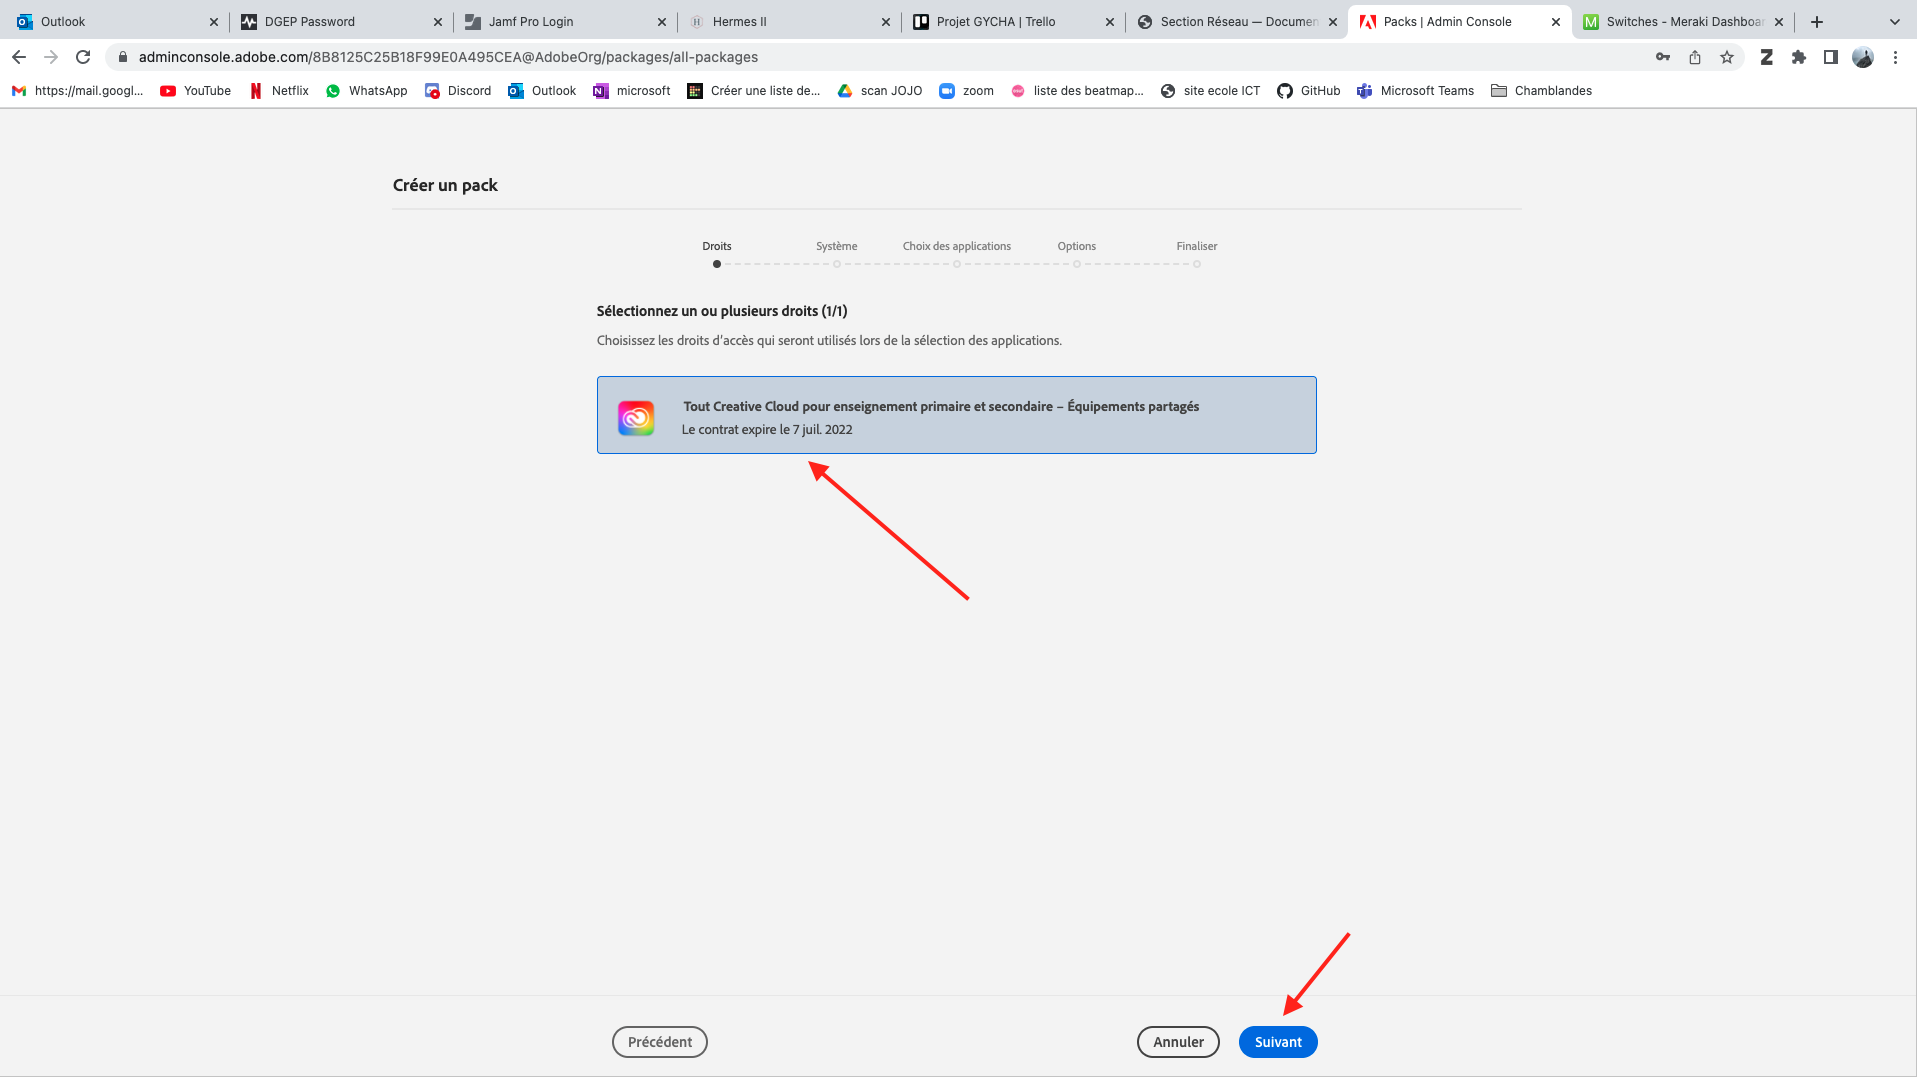 Outlook
DGEP Password
Jamf Pro Login
Hermes II
Projet GYCHA | Trello
Section Réseau — Documen
Packs | Admin Console
Switches - Meraki Dashboar
adminconsole.adobe.com/8B8125C25B18F99E0A495CEA@AdobeOrg/packages/all-packages
https://mail.googl...
YouTube
Netflix
WhatsApp
Discord
Outlook
microsoft
Créer une liste de...
scan JOJO
zoom
liste des beatmap...
site ecole ICT
GitHub
Microsoft Teams
Chamblandes
Créer un pack
Droits
Système
Choix des applications
Options
Finaliser
Sélectionnez un ou plusieurs droits (1/1)
Choisissez les droits d'accès qui seront utilisés lors de la sélection des applications.
Tout Creative Cloud pour enseignement primaire et secondaire – Équipements partagés
Le contrat expire le 7 juil. 2022
Précédent
Annuler
Suivant